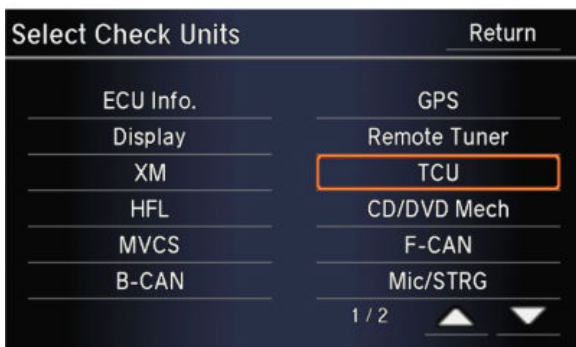 Select Check Units
Return
ECU Info.
GPS
Display
Remote Tuner
XM
TCU
HFL
CD/DVD Mech
MVCS
F-CAN
B-CAN
Mic/STRG
1 / 2